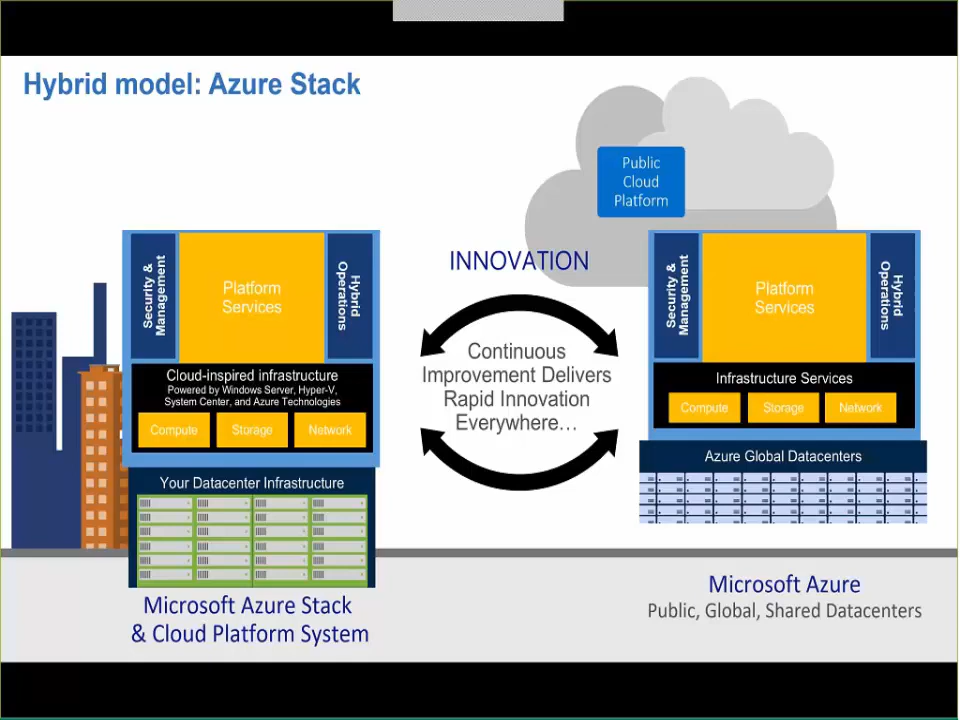 Hybrid model: Azure Stack
Public
Cloud
Platform
INNOVATION
Security &
Management
Platform
Services
Hybrid
Operations
Cloud-inspired infrastructure
Powered by Windows Server, Hyper-V,
System Center, and Azure Technologies
Compute
Storage
Network
Your Datacenter Infrastructure
Microsoft Azure Stack
& Cloud Platform System
Continuous
Improvement Delivers
Rapid Innovation
Everywhere…
Security &
Management
Platform
Services
Hybrid
Operations
Infrastructure Services
Compute
Storage
Network
Azure Global Datacenters
Microsoft Azure
Public, Global, Shared Datacenters